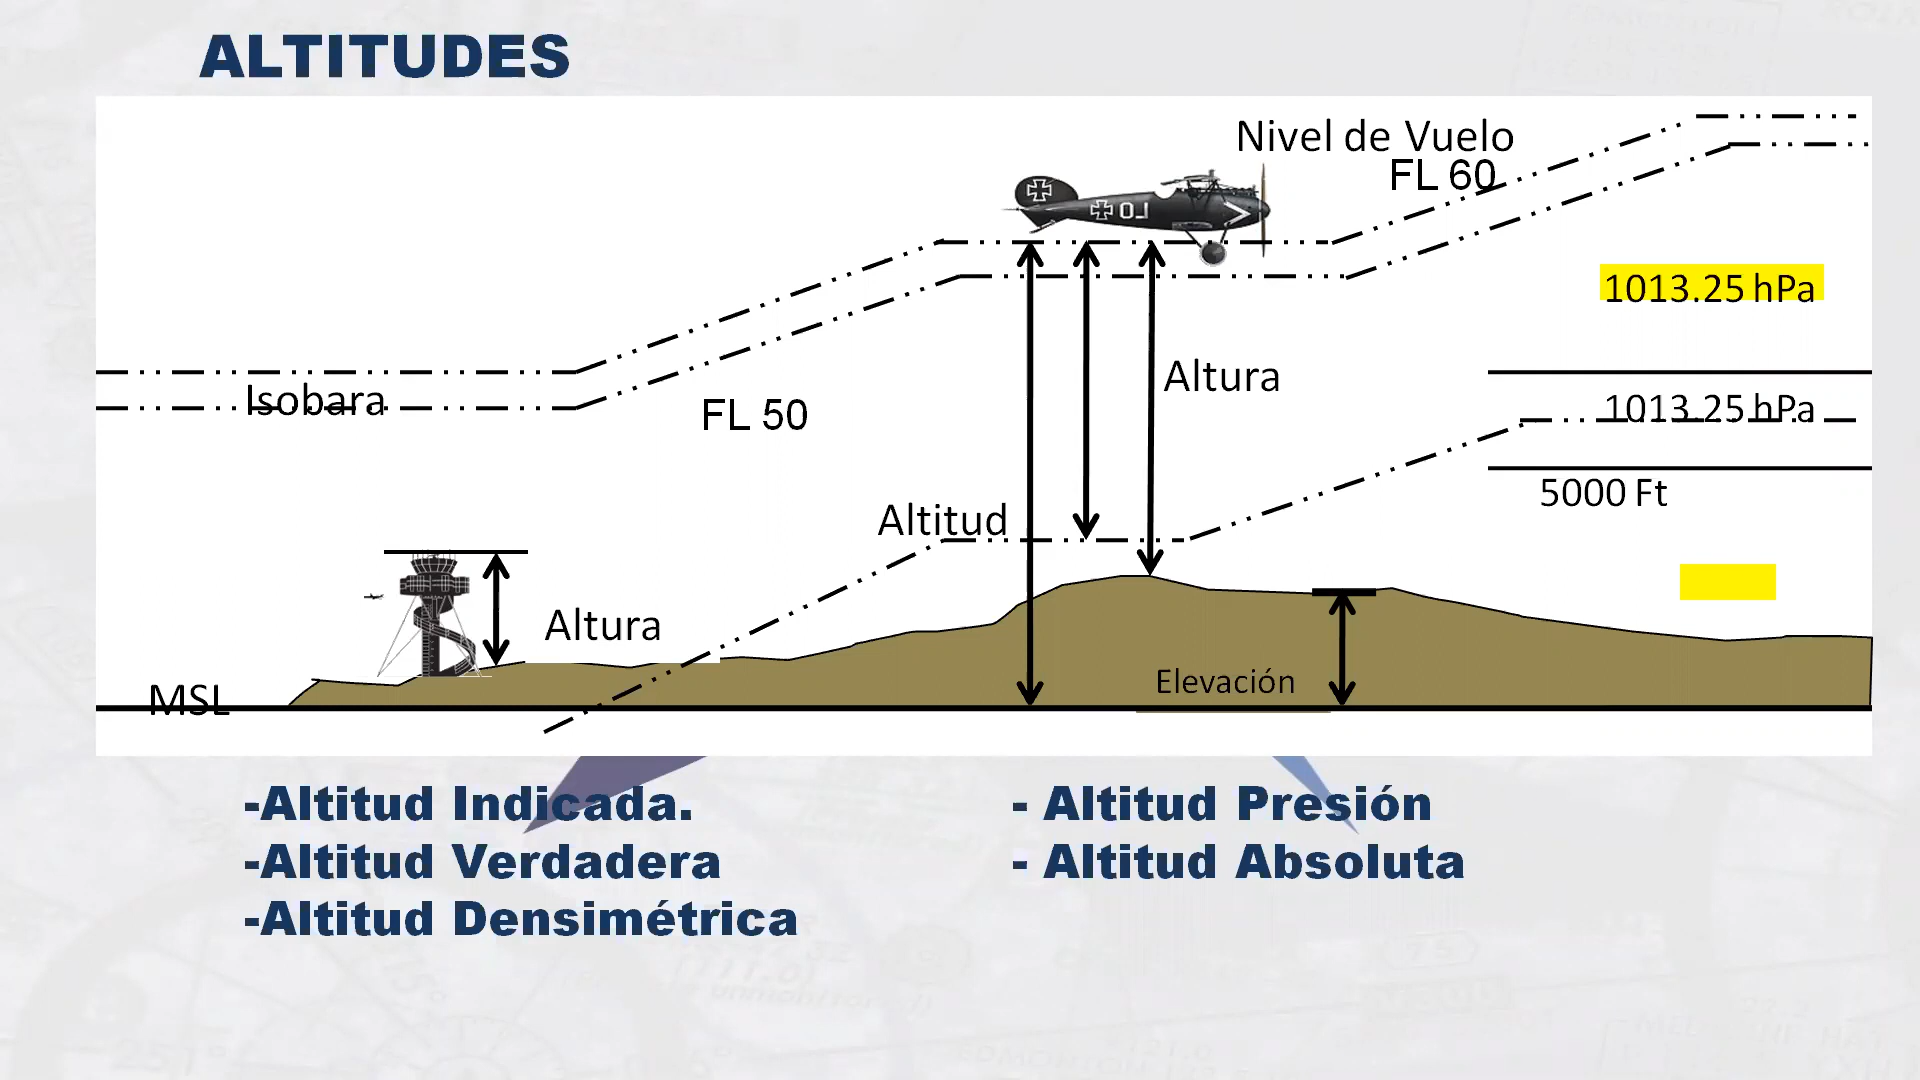 ALTITUDES
Nivel de Vuelo
FL 60
1013.25 hPa
Altura
Isobara
FL 50
1013.25 hPa
5000 Ft
Altitud
Altura
Elevación
MSL
-Altitud Indicada.
-Altitud Verdadera
-Altitud Densimétrica
- Altitud Presión
- Altitud Absoluta